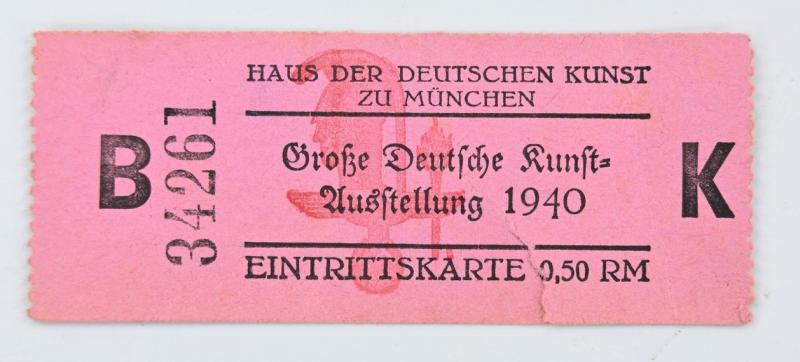 B
34261
HAUS DER DEUTSCHEN KUNST
ZU MÜNCHEN
Große Deutsche Kunst-
Ausstellung 1940
EINTRITTSKARTE 0,50 RM
K